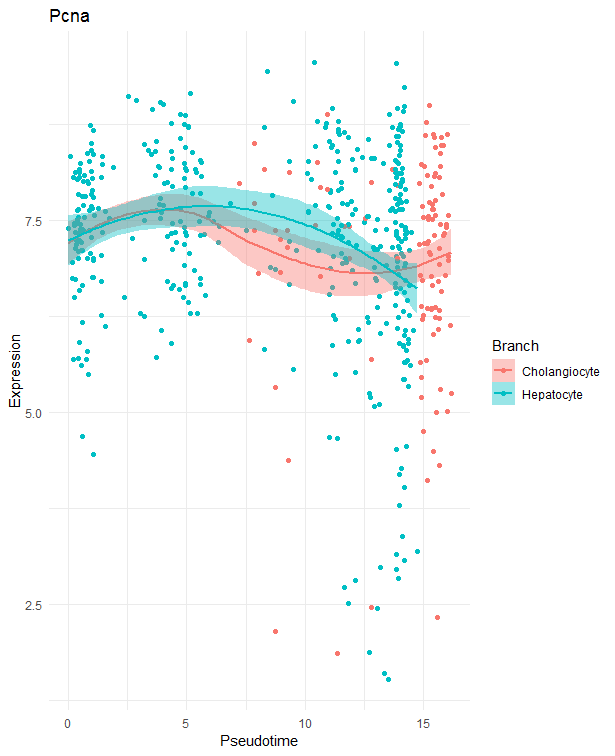 Pcna
7.5
5.0
2.5
Expression
0
5
10
15
Pseudotime
Branch
Cholangiocyte
Hepatocyte